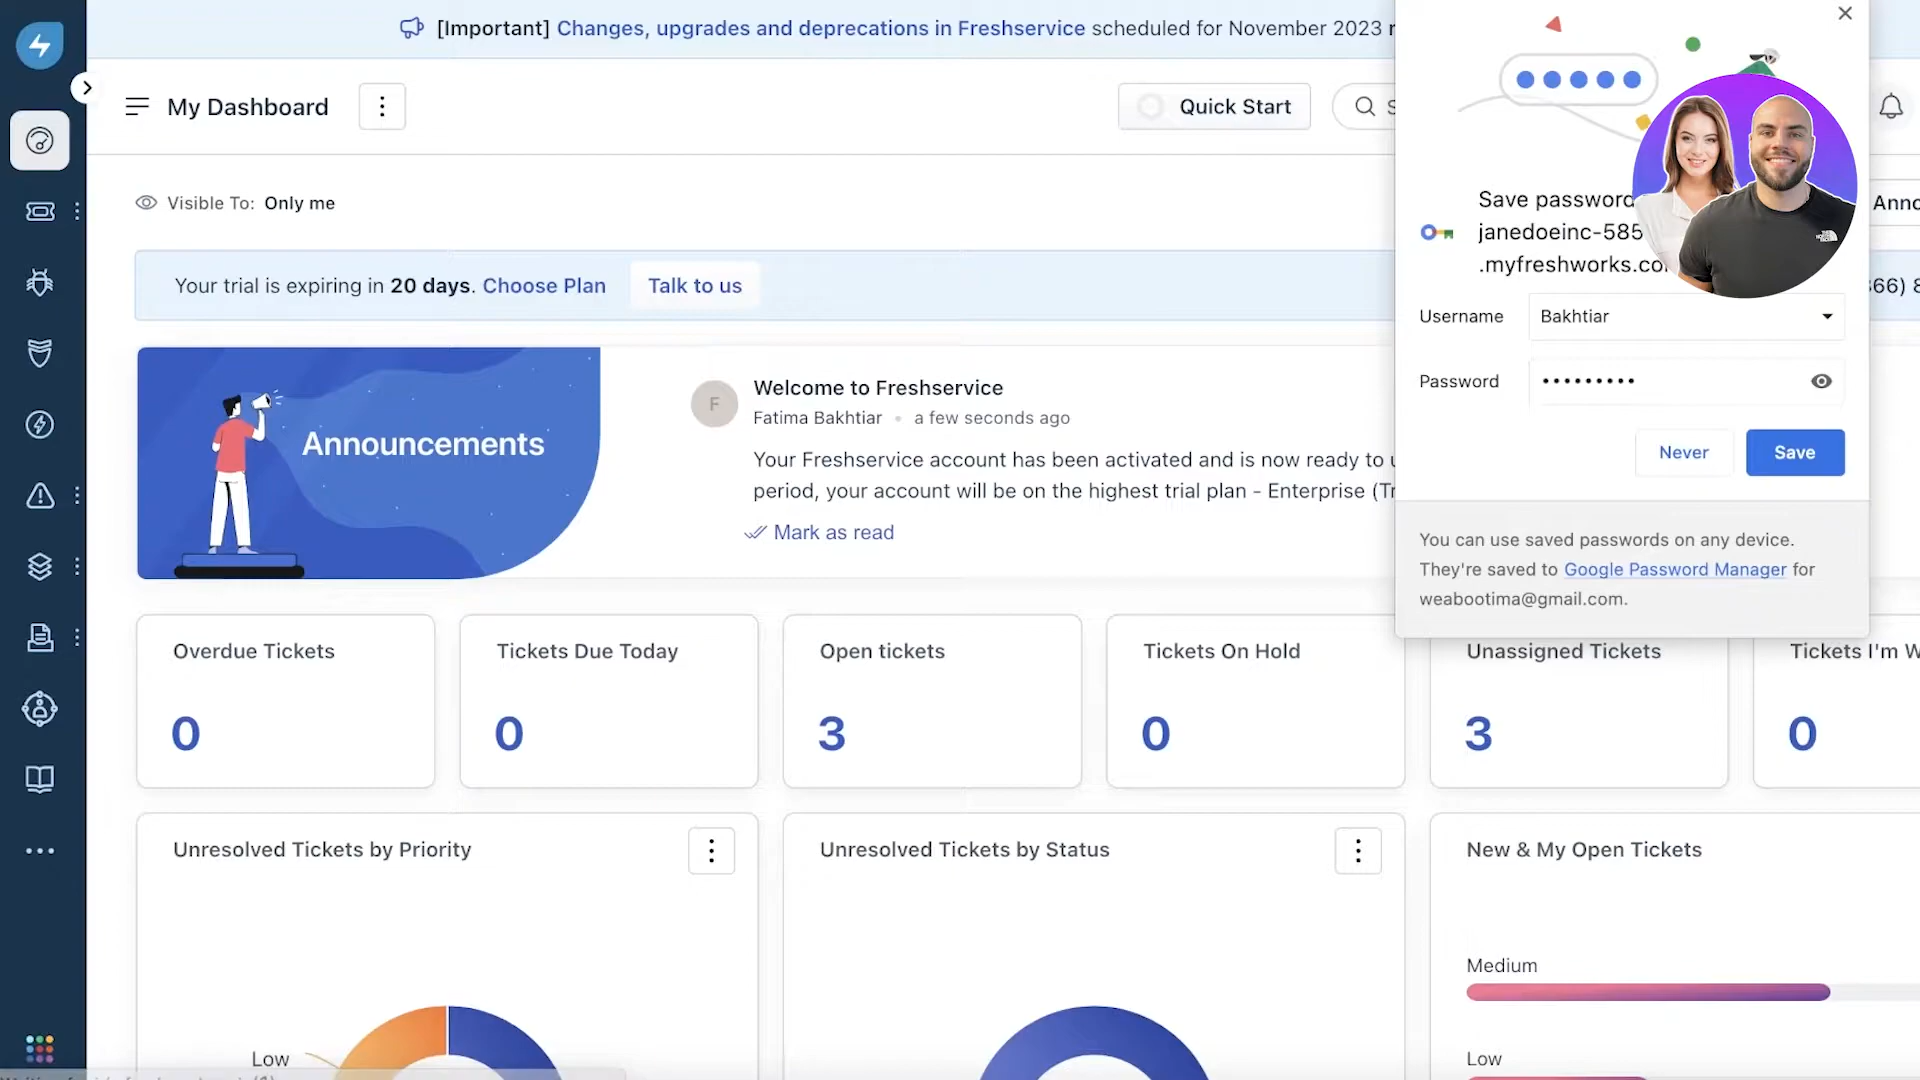 [Important] Changes, upgrades and deprecations in Freshservice scheduled for November 2023
My Dashboard
Quick Start
Visible To: Only me
Your trial is expiring in 20 days. Choose Plan
Talk to us
Announcements
F
Welcome to Freshservice
Fatima Bakhtiar • a few seconds ago
Your Freshservice account has been activated and is now ready to
period, your account will be on the highest trial plan - Enterprise
Mark as read
Save password
janedoeinc-585
.myfreshworks.co
Username
Bakhtiar
Password
•••••••••
Never
Save
You can use saved passwords on any device.
They're saved to Google Password Manager for
weabootima@gmail.com.
Overdue Tickets
0
Tickets Due Today
0
Open tickets
3
Tickets On Hold
0
Unassigned Tickets
3
Tickets I'm W
0
Unresolved Tickets by Priority
Low
Unresolved Tickets by Status
New & My Open Tickets
Medium
Low